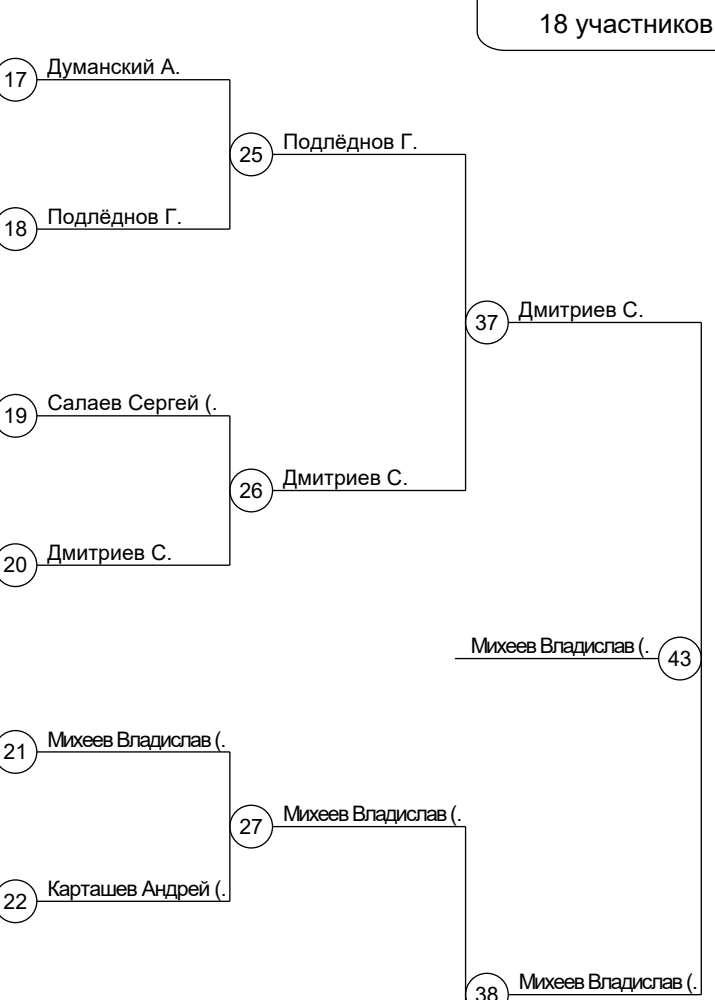 18 участников
17 Думанский А.
25 Подлёднов Г.
18 Подлёднов Г.
37 Дмитриев С.
19 Салаев Сергей (.
26 Дмитриев С.
20 Дмитриев С.
Михеев Владислав (. 43
21 Михеев Владислав (.
27 Михеев Владислав (.
22 Карташев Андрей (.
38 Михеев Владислав (.